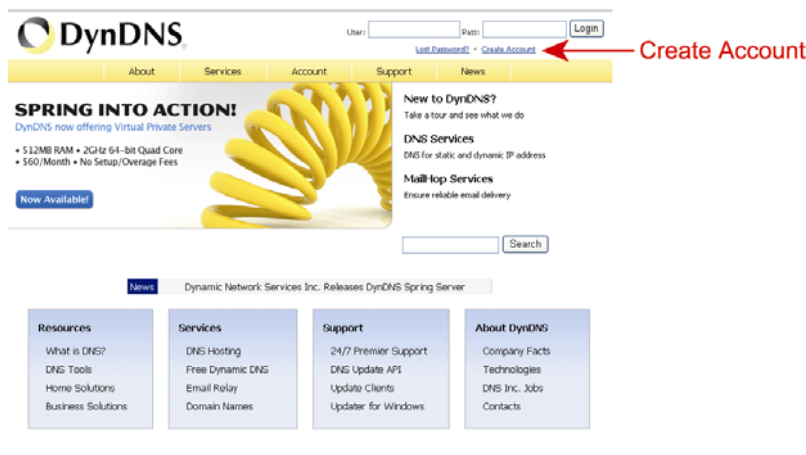 DynDNS
User:
Pass:
Login
Lost Password? • Create Account
Create Account
About Services Account Support News
SPRING INTO ACTION!
DynDNS now offering Virtual Private Servers
• 512MB RAM • 2GHz 64-bit Quad Core
• $60/Month • No Setup/Overage Fees
Now Available!
New to DynDNS?
Take a tour and see what we do
DNS Services
DNS for static and dynamic IP address
MailHop Services
Ensure reliable email delivery
Search
News Dynamic Network Services Inc. Releases DynDNS Spring Server
Resources
What is DNS?
DNS Tools
Home Solutions
Business Solutions
Services
DNS Hosting
Free Dynamic DNS
Email Relay
Domain Names
Support
24/7 Premier Support
DNS Update API
Update Clients
Updater for Windows
About DynDNS
Company Facts
Technologies
DNS Inc. Jobs
Contacts